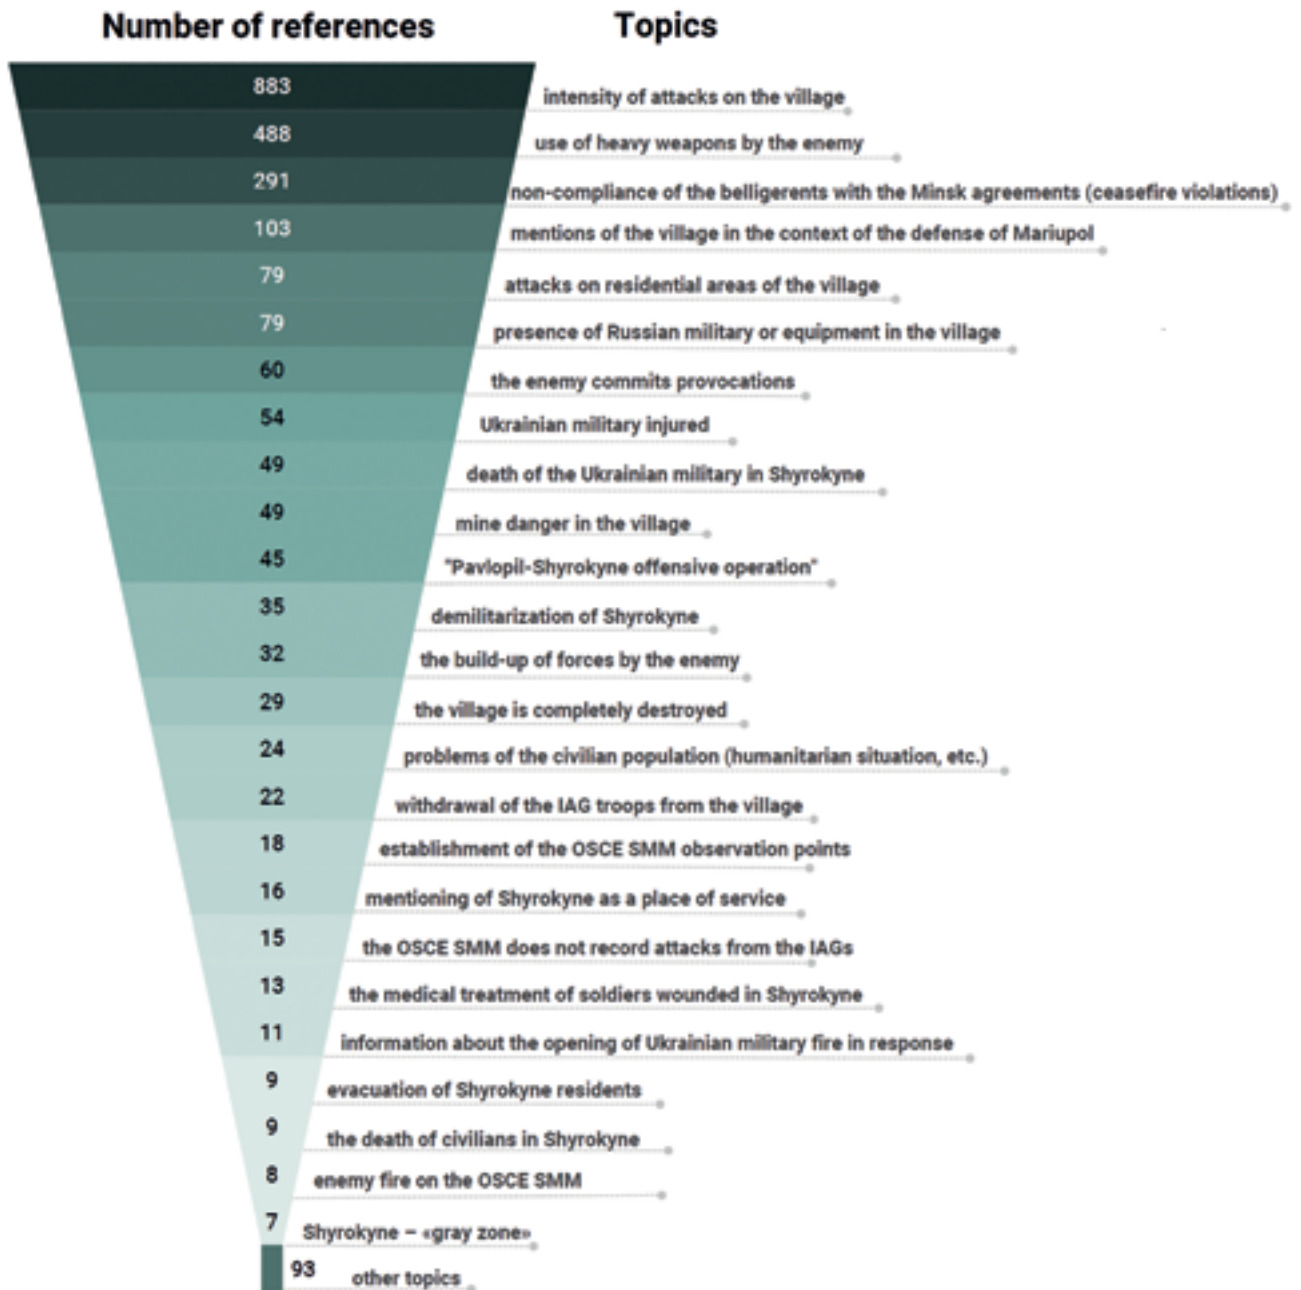 Number of references Topics
883 intensity of attacks on the village
488 use of heavy weapons by the enemy
291 non-compliance of the belligerents with the Minsk agreements (ceasefire violations)
103 mentions of the village in the context of the defense of Mariupol
79 attacks on residential areas of the village
79 presence of Russian military or equipment in the village
60 the enemy commits provocations
54 Ukrainian military injured
49 death of the Ukrainian military in Shyrokyne
49 mine danger in the village
45 "Pavlopil-Shyrokyne offensive operation"
35 demilitarization of Shyrokyne
32 the build-up of forces by the enemy
29 the village is completely destroyed
24 problems of the civilian population (humanitarian situation, etc.)
22 withdrawal of the IAG troops from the village
18 establishment of the OSCE SMM observation points
16 mentioning of Shyrokyne as a place of service
15 the OSCE SMM does not record attacks from the IAGs
13 the medical treatment of soldiers wounded in Shyrokyne
11 information about the opening of Ukrainian military fire in response
9 evacuation of Shyrokyne residents
9 the death of civilians in Shyrokyne
8 enemy fire on the OSCE SMM
7 Shyrokyne – «gray zone»
93 other topics